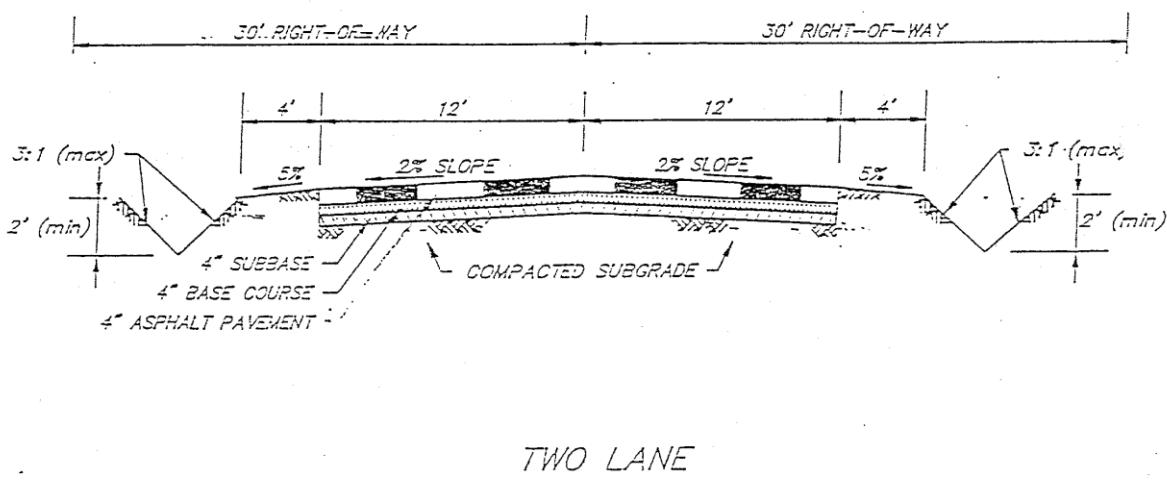 30' RIGHT-OF-WAY
30' RIGHT-OF-WAY
4'
12'
12'
4'
3:1 (max)
5%
2% SLOPE
2% SLOPE
5%
3:1 (max)
2' (min)
2' (min)
4" SUBBASE
COMPACTED SUBGRADE
4" BASE COURSE
4" ASPHALT PAVEMENT
TWO LANE